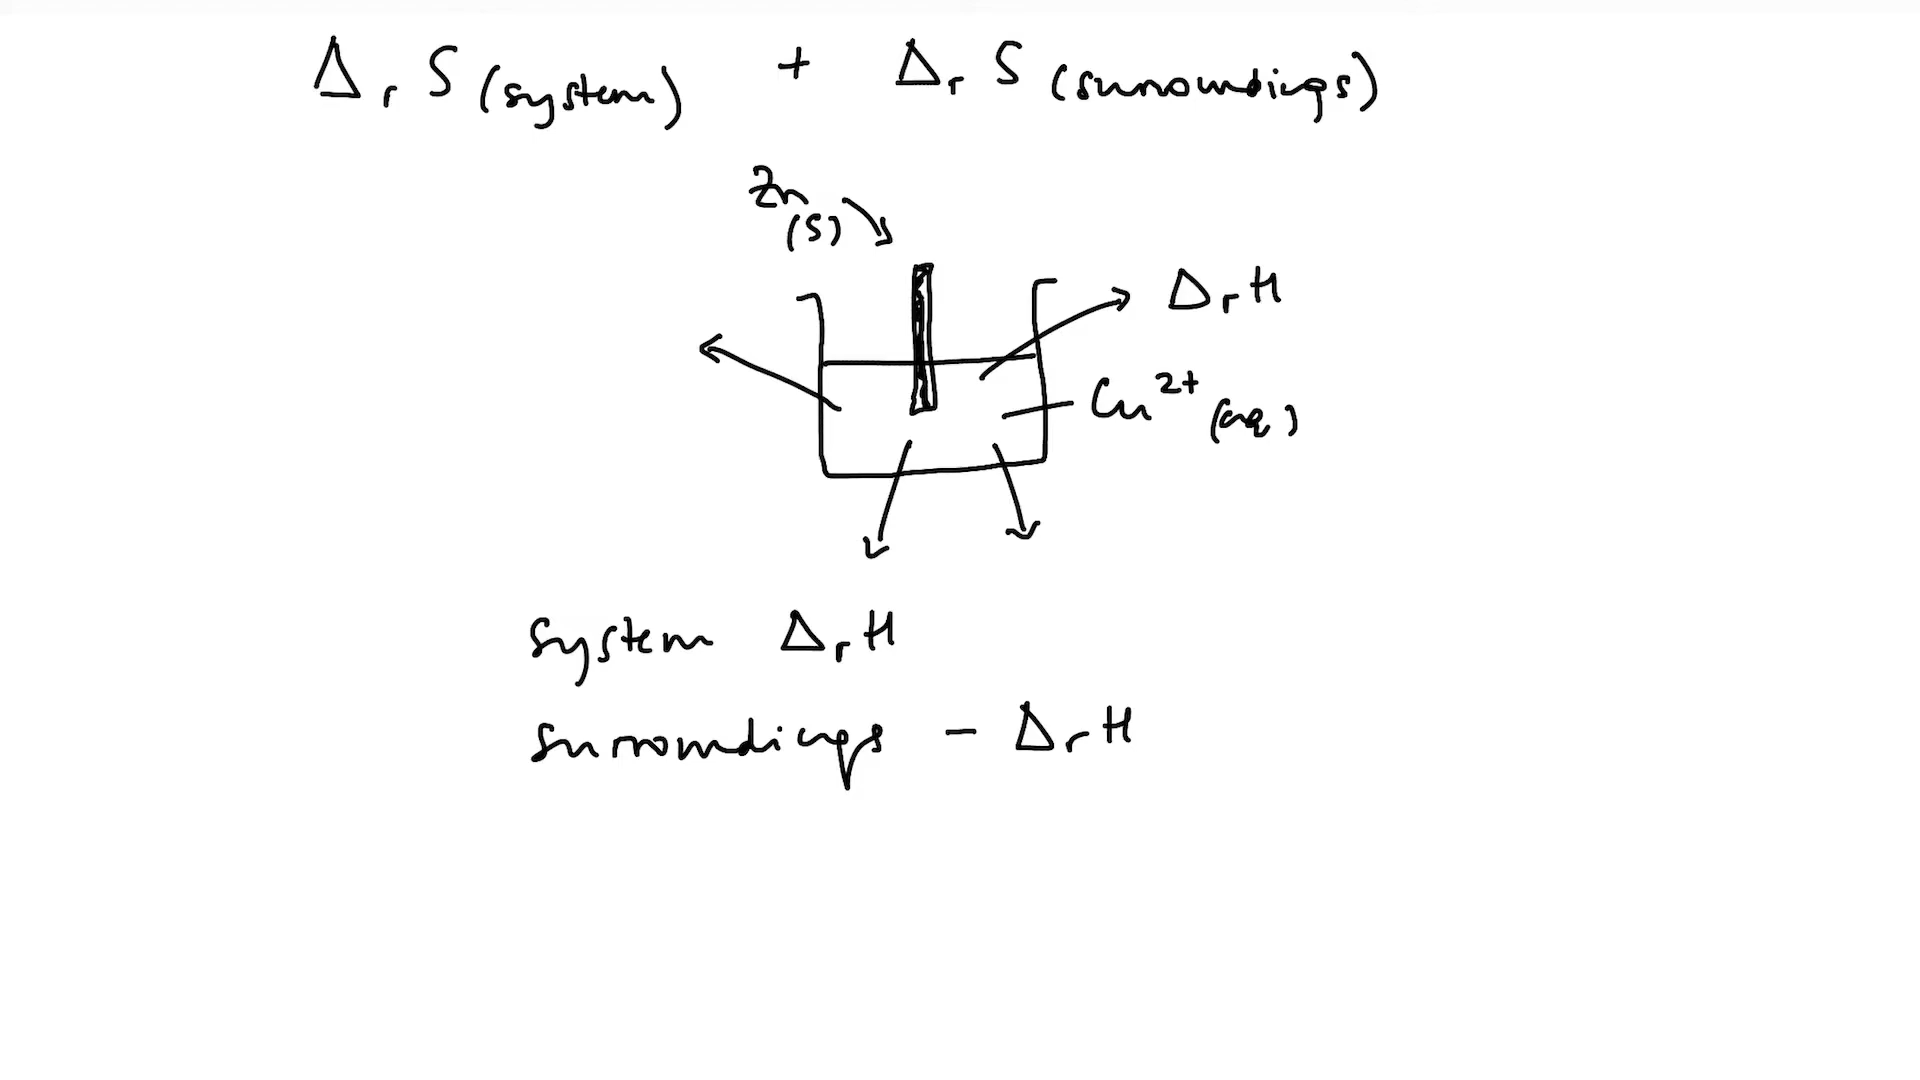 Δr S (system) + Δr S (surroundings)
Zn (s)
Δr H
Cu²⁺ (aq)
system Δr H
surroundings − Δr H